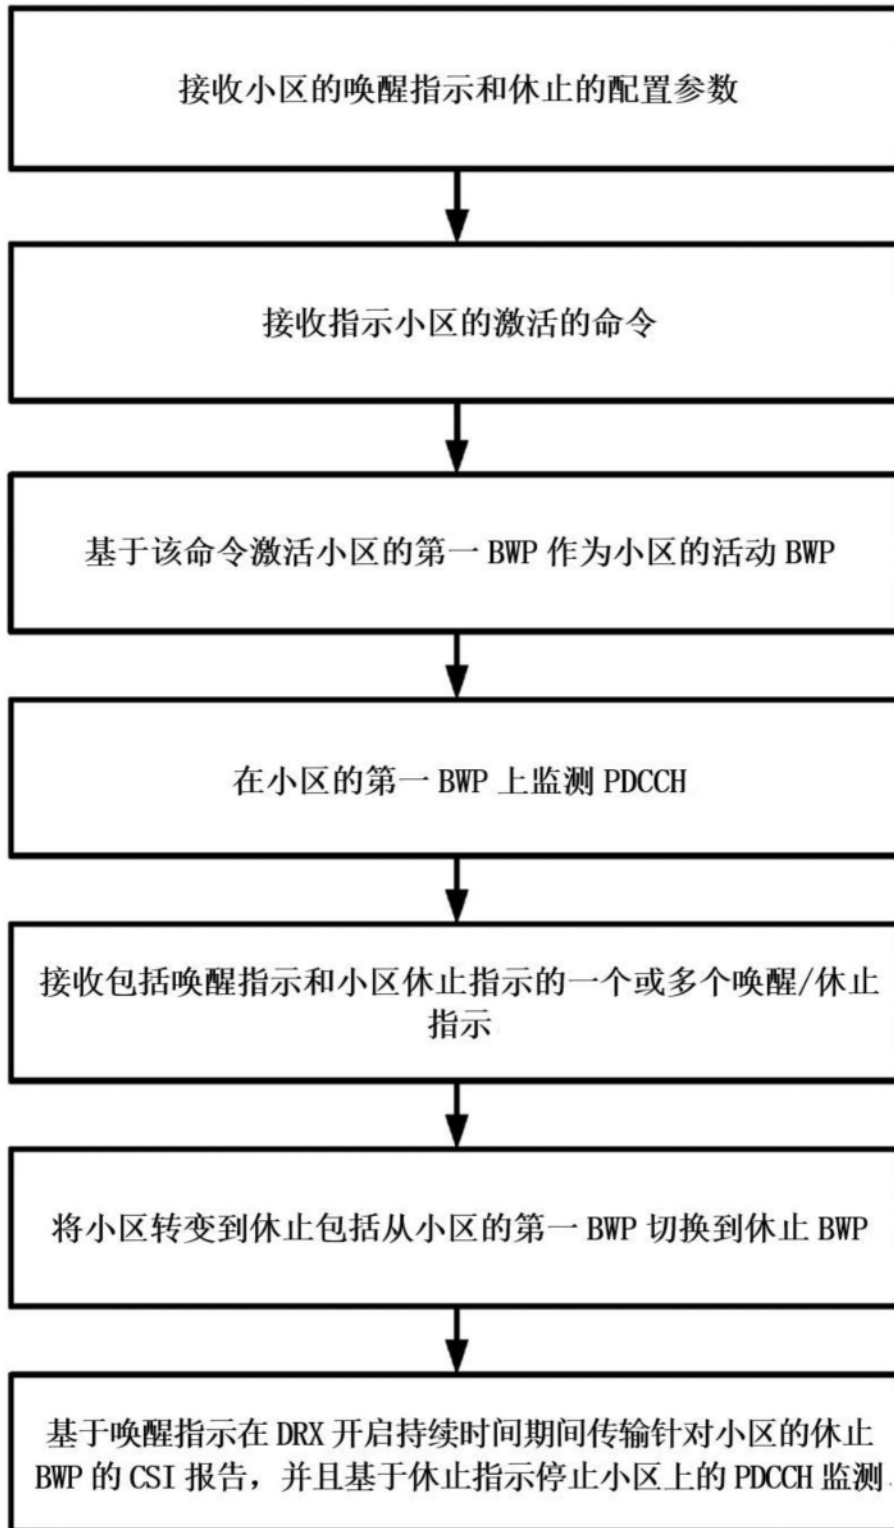 接收小区的唤醒指示和休止的配置参数
接收指示小区的激活的命令
基于该命令激活小区的第一 BWP 作为小区的活动 BWP
在小区的第一 BWP 上监测 PDCCH
接收包括唤醒指示和小区休止指示的一个或多个唤醒/休止
指示
将小区转变到休止包括从小区的第一 BWP 切换到休止 BWP
基于唤醒指示在 DRX 开启持续时间期间传输针对小区的休止
BWP 的 CSI 报告，并且基于休止指示停止小区上的 PDCCH 监测